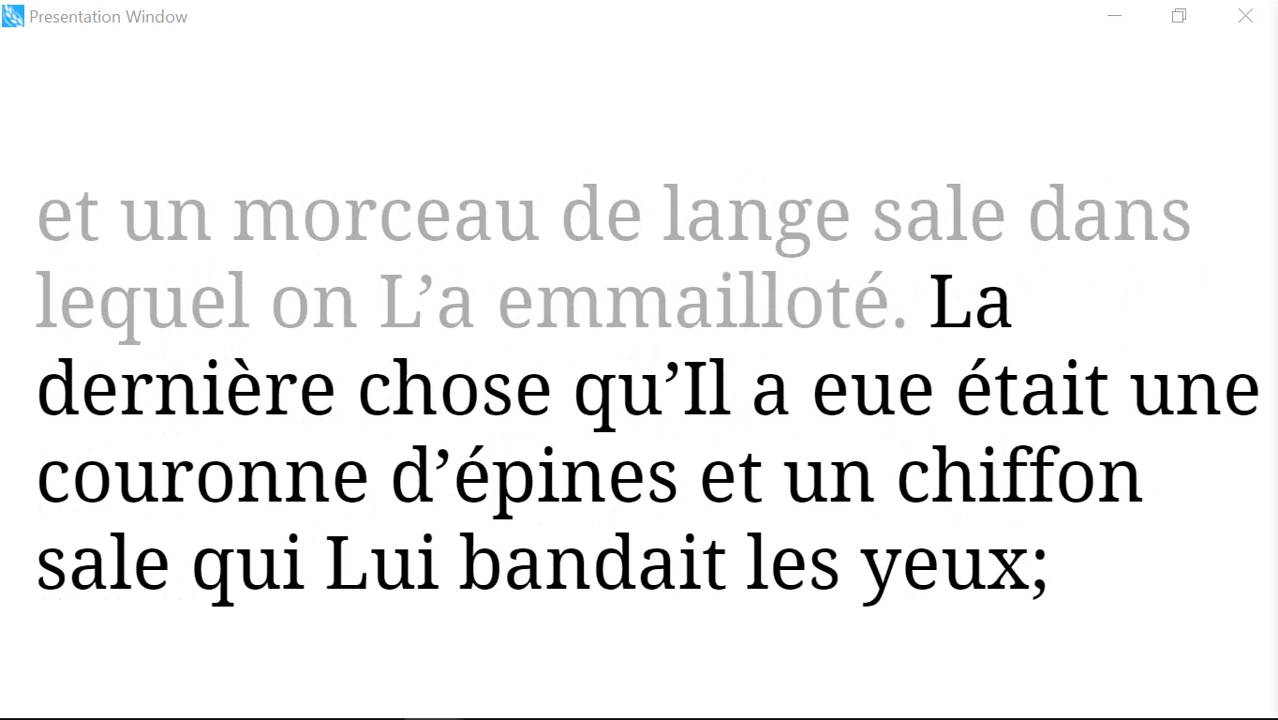 Presentation Window
et un morceau de lange sale dans
lequel on L’a emmailloté. La
dernière chose qu’Il a eue était une
couronne d’épines et un chiffon
sale qui Lui bandait les yeux;